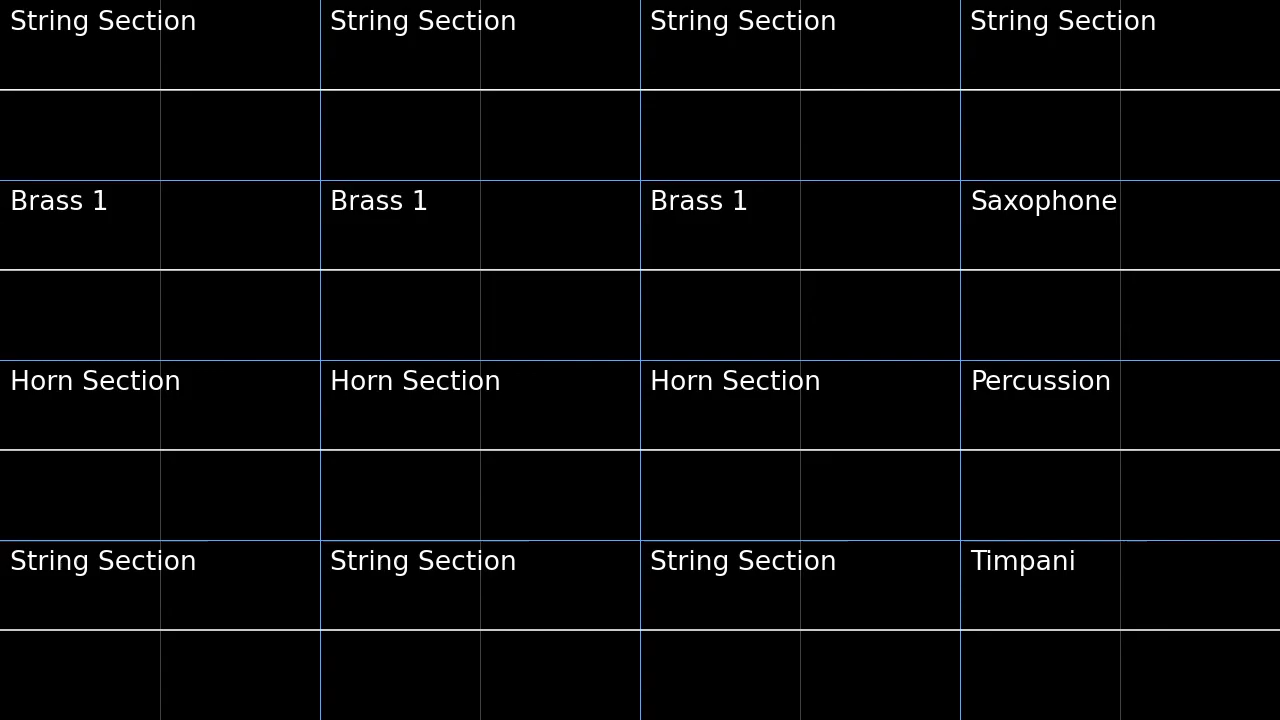 String Section String Section String Section String Section
Brass 1 Brass 1 Brass 1 Saxophone
Horn Section Horn Section Horn Section Percussion
String Section String Section String Section Timpani